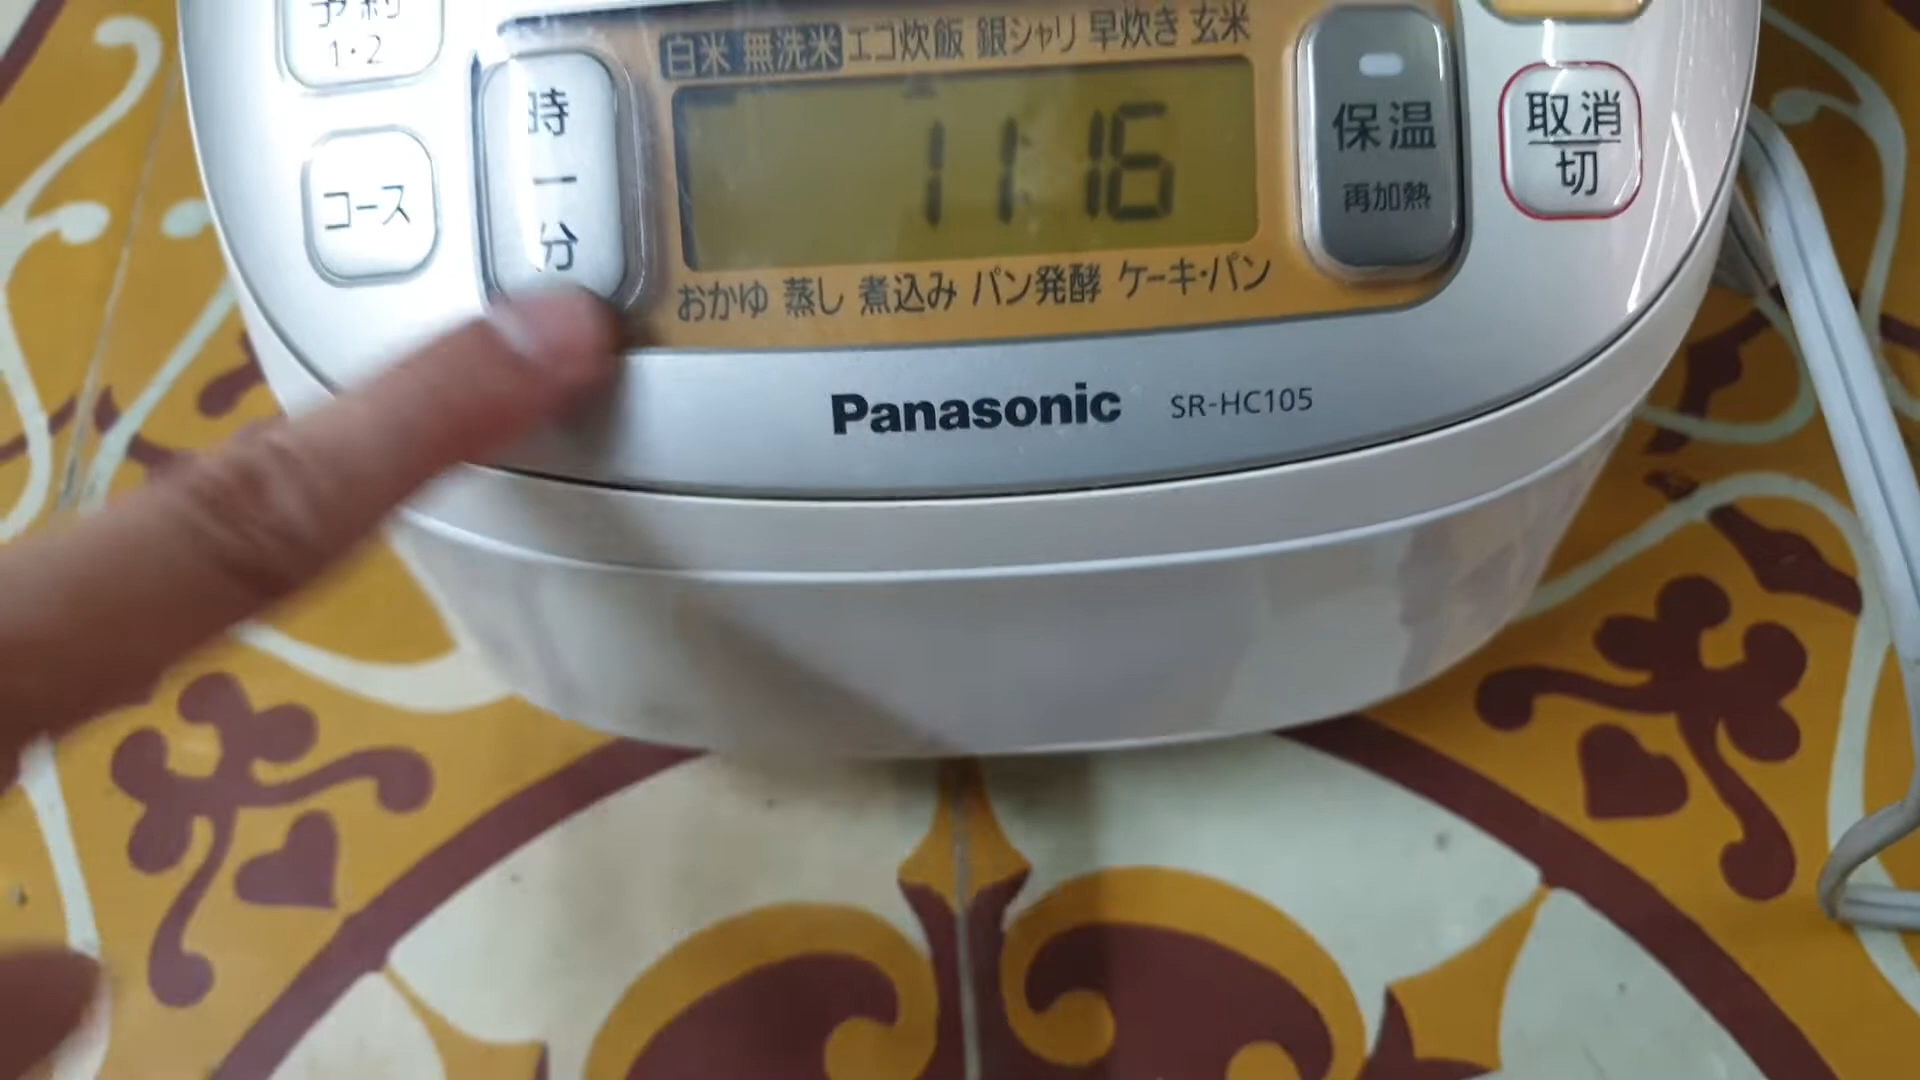 予約
1・2
白米 無洗米 エコ炊飯 銀シャリ 早炊き 玄米
時
分
コース
11:16
保温
再加熱
取消
切
おかゆ 蒸し 煮込み パン発酵 ケーキ・パン
Panasonic SR-HC105